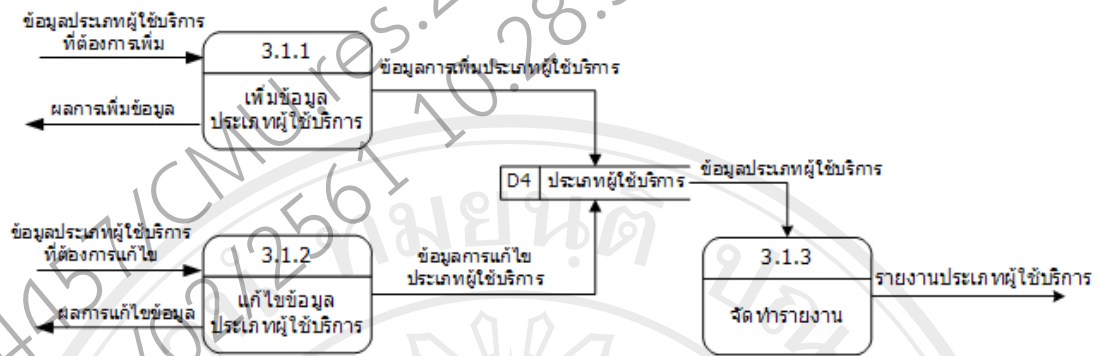 ข้อมูลประเภทผู้ใช้บริการ
ที่ต้องการเพิ่ม
3.1.1
ข้อมูลการเพิ่มประเภทผู้ใช้บริการ
ผลการเพิ่มข้อมูล
เพิ่มข้อมูล
ประเภทผู้ใช้บริการ
D4 ประเภทผู้ใช้บริการ
ข้อมูลประเภทผู้ใช้บริการ
ข้อมูลประเภทผู้ใช้บริการ
ที่ต้องการแก้ไข
3.1.2
ข้อมูลการแก้ไข
ประเภทผู้ใช้บริการ
3.1.3
ผลการแก้ไขข้อมูล
แก้ไขข้อมูล
ประเภทผู้ใช้บริการ
จัดทำรายงาน
รายงานประเภทผู้ใช้บริการ